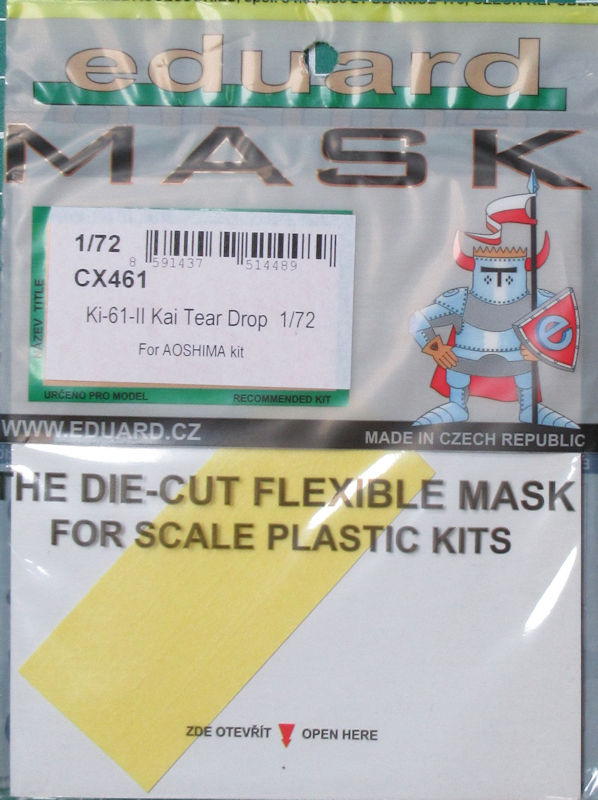 eduard
MASK
1/72
8 591437 514489
CX461
Ki-61-II Kai Tear Drop 1/72
For AOSHIMA kit
NÁZEV TITLE
URČENO PRO MODEL RECOMMENDED KIT
e
WWW.EDUARD.CZ
MADE IN CZECH REPUBLIC
THE DIE-CUT FLEXIBLE MASK
FOR SCALE PLASTIC KITS
ZDE OTEVŘÍT OPEN HERE